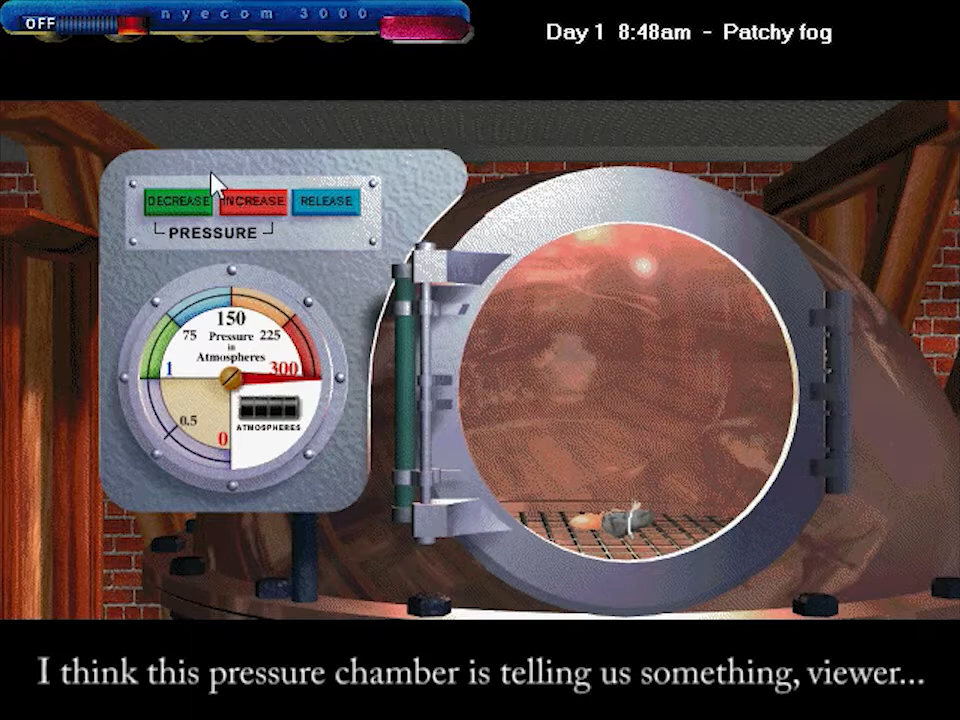 OFF
nyecom 3000
Day 1 8:48am - Patchy fog
DECREASE INCREASE RELEASE
PRESSURE
150
75 Pressure 225
in
Atmospheres
1 300
0.5
0
ATMOSPHERES
I think this pressure chamber is telling us something, viewer...